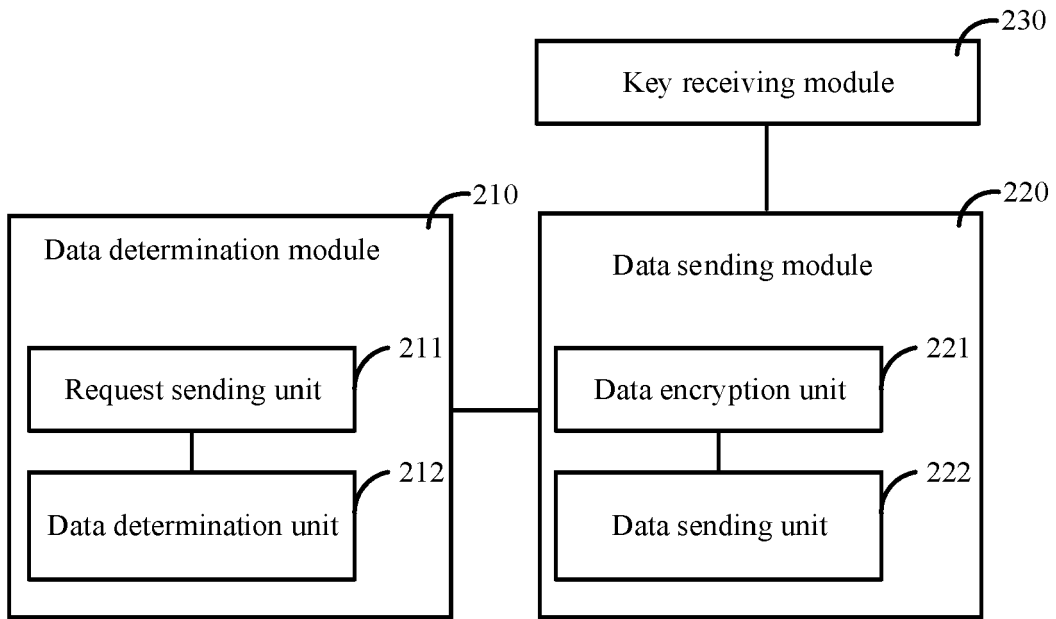 230
Key receiving module
210
Data determination module
211
Request sending unit
212
Data determination unit
220
Data sending module
221
Data encryption unit
222
Data sending unit